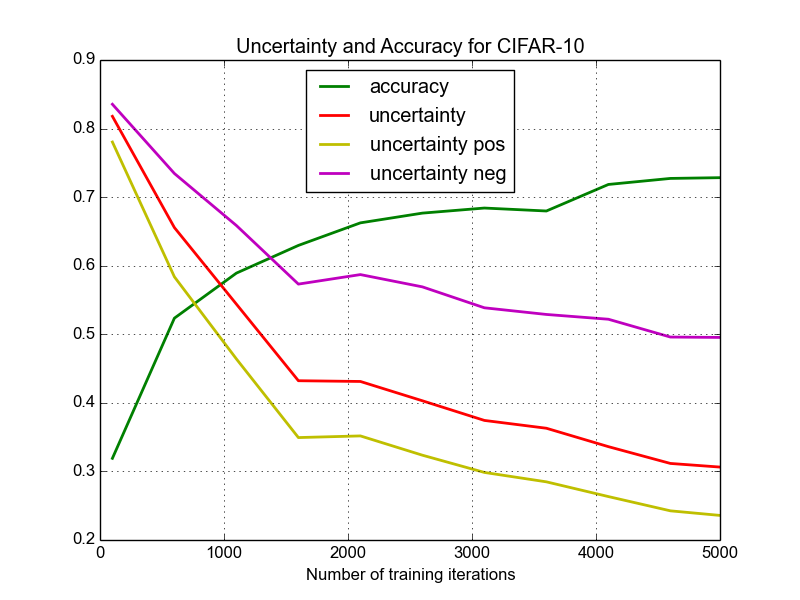 Uncertainty and Accuracy for CIFAR-10
0.9
0.8
0.7
0.6
0.5
0.4
0.3
0.2
accuracy
uncertainty
uncertainty pos
uncertainty neg
0 1000 2000 3000 4000 5000
Number of training iterations